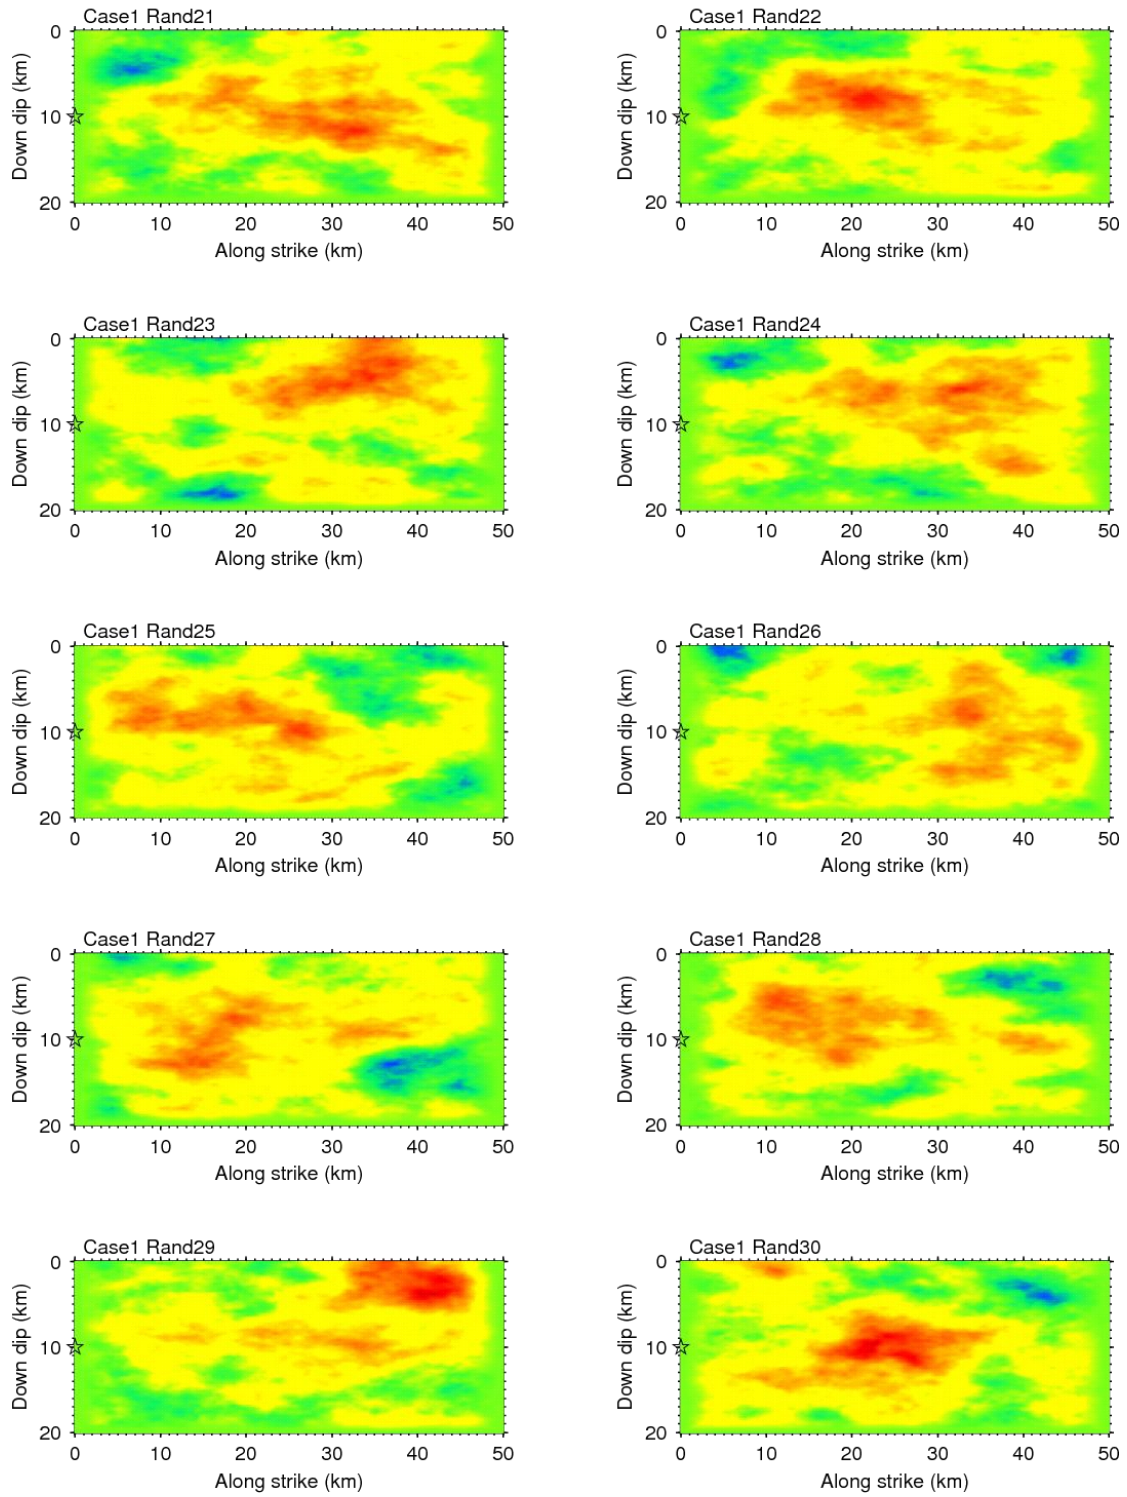 Case1 Rand21
0
10
20
Down dip (km)
0 10 20 30 40 50
Along strike (km)
Case1 Rand22
0
10
20
Down dip (km)
0 10 20 30 40 50
Along strike (km)
Case1 Rand23
0
10
20
Down dip (km)
0 10 20 30 40 50
Along strike (km)
Case1 Rand24
0
10
20
Down dip (km)
0 10 20 30 40 50
Along strike (km)
Case1 Rand25
0
10
20
Down dip (km)
0 10 20 30 40 50
Along strike (km)
Case1 Rand26
0
10
20
Down dip (km)
0 10 20 30 40 50
Along strike (km)
Case1 Rand27
0
10
20
Down dip (km)
0 10 20 30 40 50
Along strike (km)
Case1 Rand28
0
10
20
Down dip (km)
0 10 20 30 40 50
Along strike (km)
Case1 Rand29
0
10
20
Down dip (km)
0 10 20 30 40 50
Along strike (km)
Case1 Rand30
0
10
20
Down dip (km)
0 10 20 30 40 50
Along strike (km)